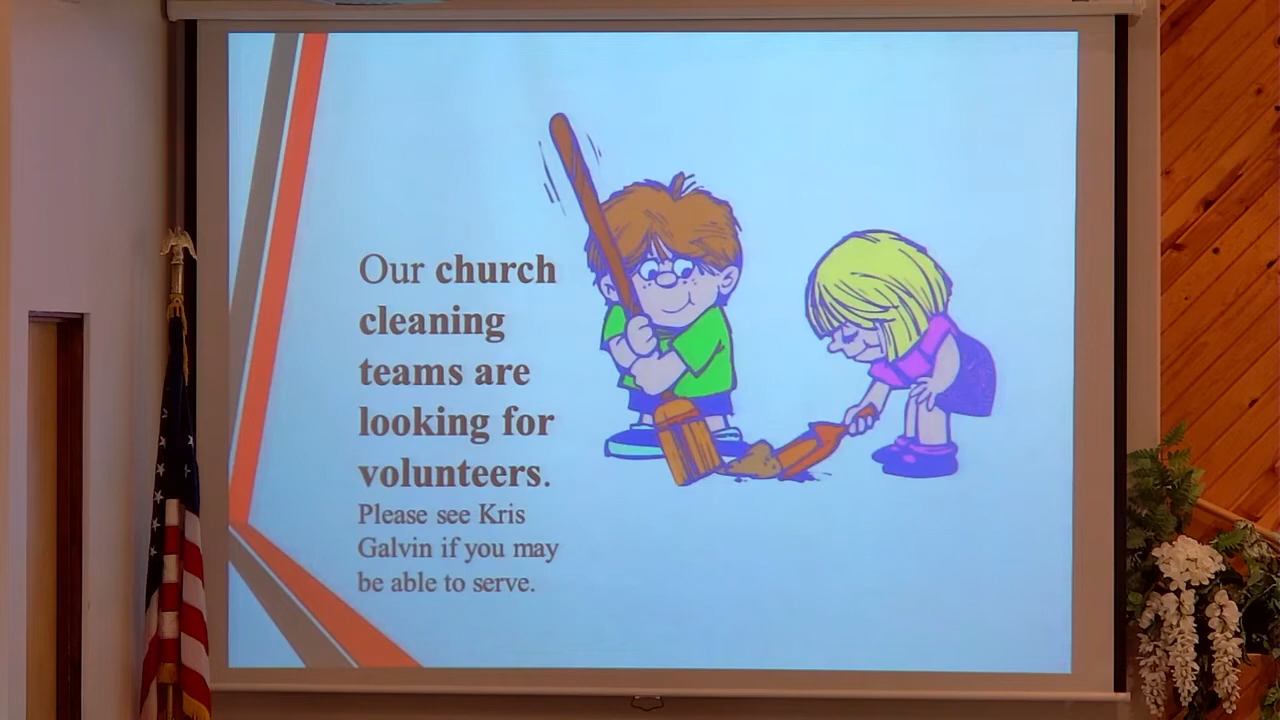 Our church
cleaning
teams are
looking for
volunteers.
Please see Kris
Galvin if you may
be able to serve.